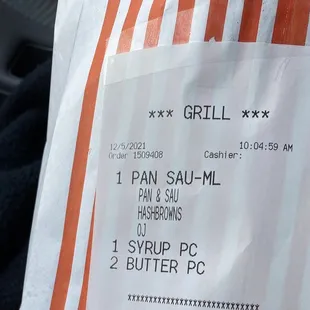 *** GRILL ***
12/5/2021 10:04:59 AM
Order 1509408 Cashier:
1 PAN SAU-ML
PAN & SAU
HASHBROWNS
OJ
1 SYRUP PC
2 BUTTER PC
xxxxxxxxxxxxxxxxxxxxxxxxxxxxx